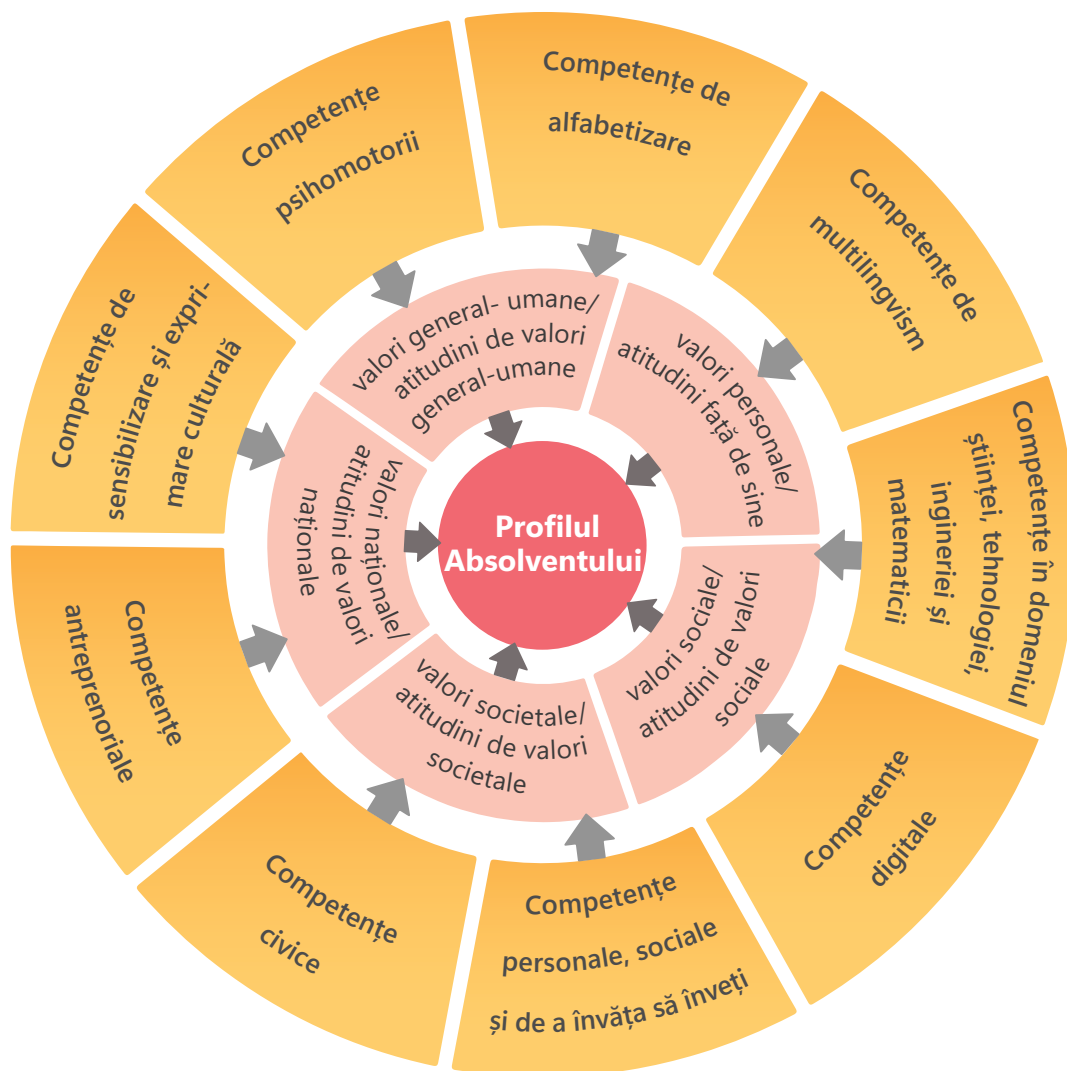 Competențe de
alfabetizare
Competențe de
multilingvism
Competențe în domeniul
științei, tehnologiei,
ingineriei și
matematicii
Competențe
digitale
Competențe
personale, sociale
și de a învăța să înveți
Competențe
civice
Competențe
antreprenoriale
Competențe de
sensibilizare și expri-
mare culturală
Competențe
psihomotorii
valori general- umane/
atitudini de valori
general-umane
valori personale/
atitudini față de sine
valori sociale/
atitudini de valori
sociale
valori societale/
atitudini de valori
societale
valori naționale/
atitudini de valori
naționale
Profilul
Absolventului